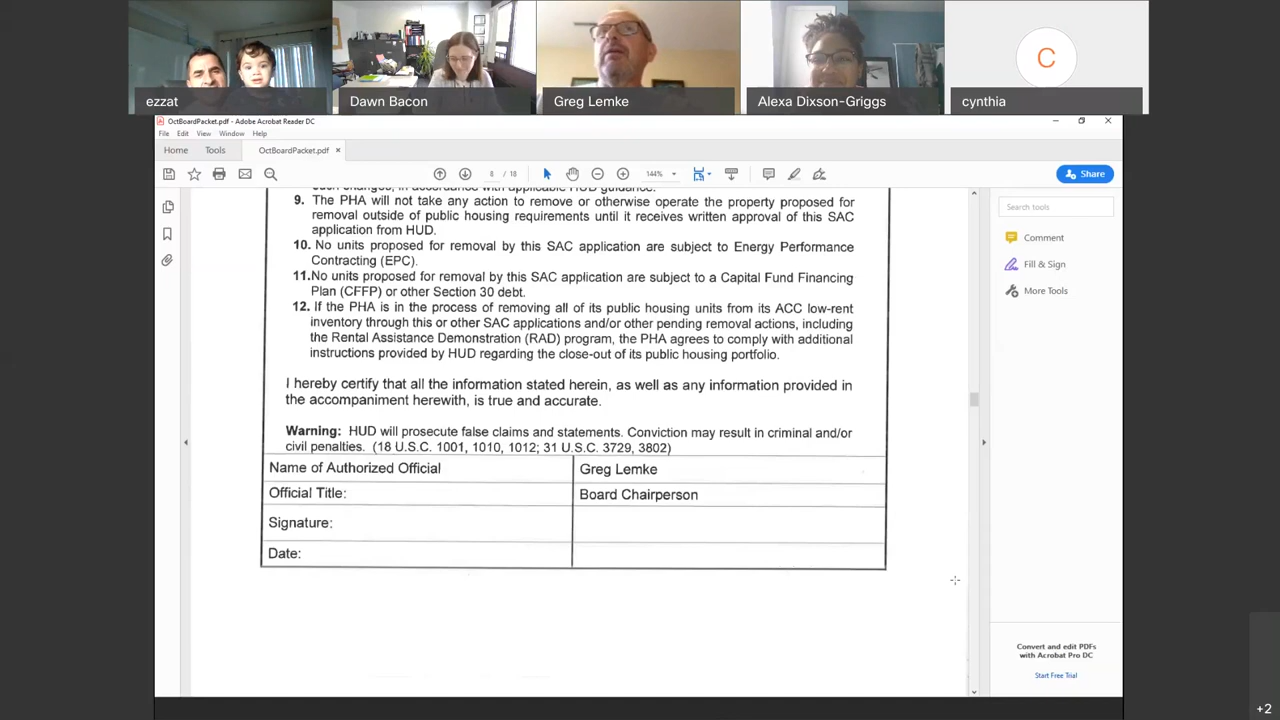 C
ezzat
Dawn Bacon
Greg Lemke
Alexa Dixson-Griggs
cynthia
OctBoardPacket.pdf - Adobe Acrobat Reader DC
File Edit View Window Help
Home Tools OctBoardPacket.pdf ×
8 / 18 144% Share
such changes, in accordance with applicable HUD guidance.
9. The PHA will not take any action to remove or otherwise operate the property proposed for
removal outside of public housing requirements until it receives written approval of this SAC
application from HUD.
10. No units proposed for removal by this SAC application are subject to Energy Performance
Contracting (EPC).
11. No units proposed for removal by this SAC application are subject to a Capital Fund Financing
Plan (CFFP) or other Section 30 debt.
12. If the PHA is in the process of removing all of its public housing units from its ACC low-rent
inventory through this or other SAC applications and/or other pending removal actions, including
the Rental Assistance Demonstration (RAD) program, the PHA agrees to comply with additional
instructions provided by HUD regarding the close-out of its public housing portfolio.
I hereby certify that all the information stated herein, as well as any information provided in
the accompaniment herewith, is true and accurate.
Warning: HUD will prosecute false claims and statements. Conviction may result in criminal and/or
civil penalties. (18 U.S.C. 1001, 1010, 1012; 31 U.S.C. 3729, 3802)
Name of Authorized Official Greg Lemke
Official Title: Board Chairperson
Signature:
Date:
Search tools
Comment
Fill & Sign
More Tools
Convert and edit PDFs
with Acrobat Pro DC
Start Free Trial
+2